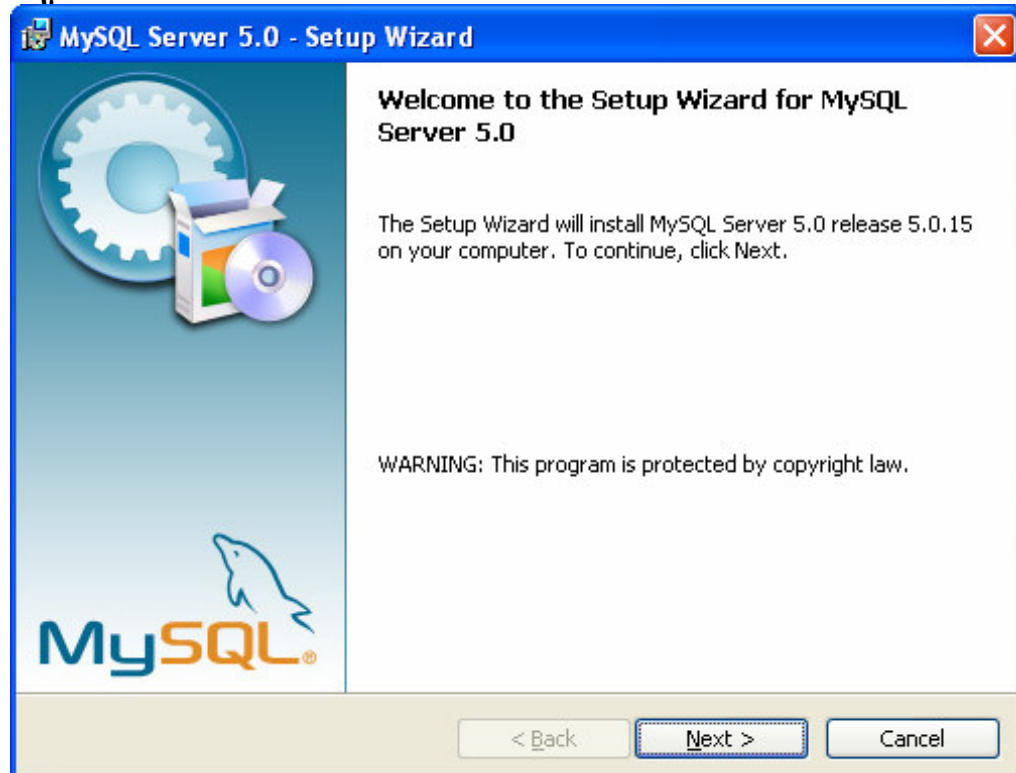 MySQL Server 5.0 - Setup Wizard
Welcome to the Setup Wizard for MySQL
Server 5.0
The Setup Wizard will install MySQL Server 5.0 release 5.0.15
on your computer. To continue, click Next.
WARNING: This program is protected by copyright law.
MySQL®
< Back
Next >
Cancel